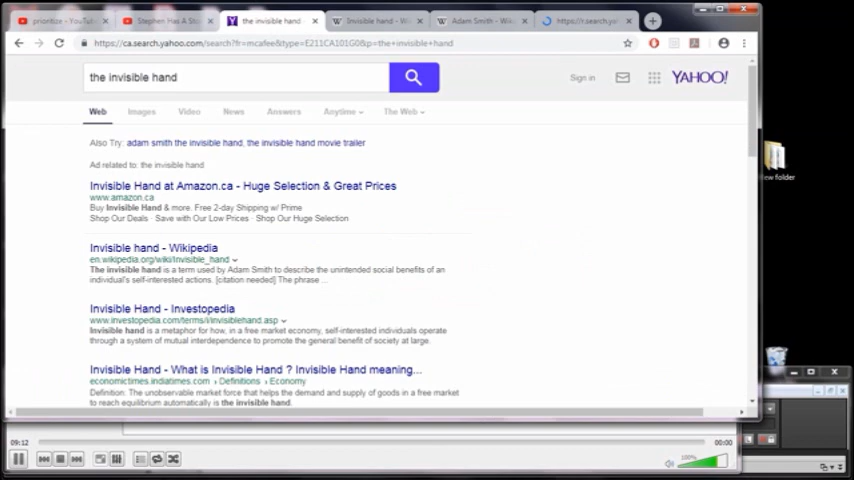 prioritize - YouTu
Stephen Has A St
the invisible hand
Invisible hand - Wi
Adam Smith - Wiki
https://r.search.ya
https://ca.search.yahoo.com/search?fr=mcafee&type=E211CA101G0&p=the+invisible+hand
the invisible hand
Sign in
YAHOO!
Web Images Video News Answers Anytime The Web
Also Try: adam smith the invisible hand, the invisible hand movie trailer
Ad related to: the invisible hand
Invisible Hand at Amazon.ca - Huge Selection & Great Prices
www.amazon.ca
Buy Invisible Hand & more. Free 2-day Shipping w/ Prime
Shop Our Deals · Save with Our Low Prices · Shop Our Huge Selection
Invisible hand - Wikipedia
en.wikipedia.org/wiki/Invisible_hand
The invisible hand is a term used by Adam Smith to describe the unintended social benefits of an
individual's self-interested actions. [citation needed] The phrase ...
Invisible Hand - Investopedia
www.investopedia.com/terms/i/invisiblehand.asp
Invisible hand is a metaphor for how, in a free market economy, self-interested individuals operate
through a system of mutual interdependence to promote the general benefit of society at large.
Invisible Hand - What is Invisible Hand ? Invisible Hand meaning...
economictimes.indiatimes.com › Definitions › Economy
Definition: The unobservable market force that helps the demand and supply of goods in a free market
to reach equilibrium automatically is the invisible hand.
New folder
09:12
00:00
100%